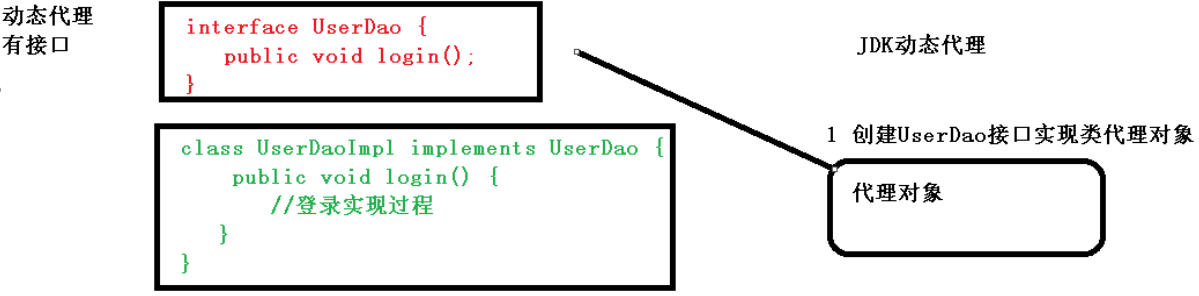 动态代理
有接口
interface UserDao {
public void login();
}
class UserDaoImpl implements UserDao {
public void login() {
//登录实现过程
}
}
JDK动态代理
1 创建UserDao接口实现类代理对象
代理对象